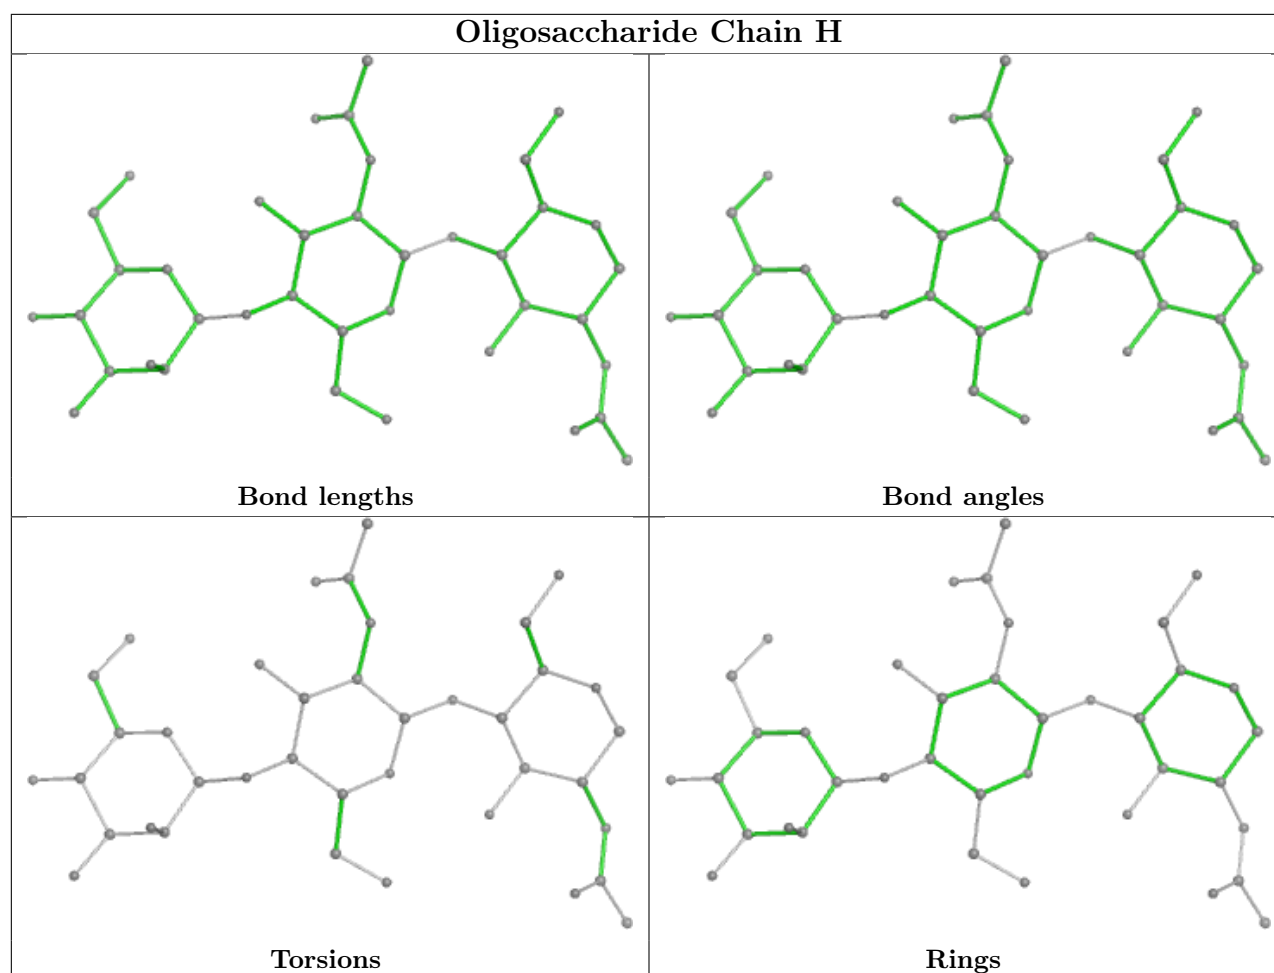 Oligosaccharide Chain H
Bond lengths
Bond angles
Torsions
Rings